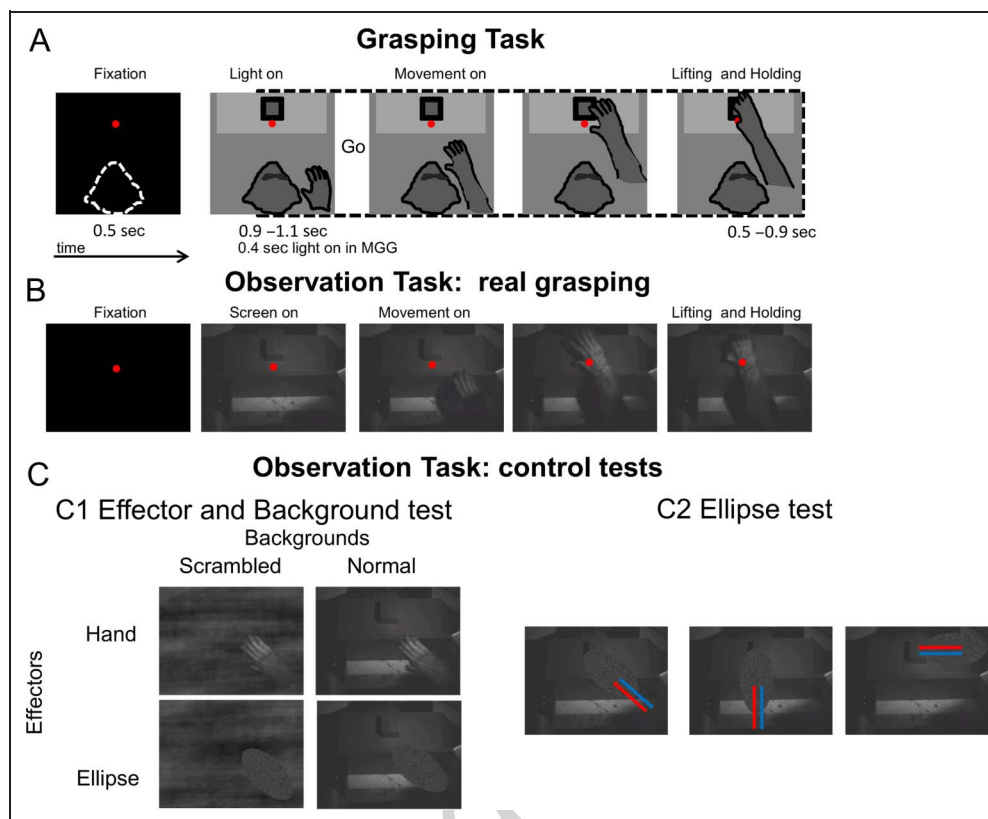 A
Grasping Task
Fixation
Light on
Movement on
Lifting and Holding
Go
0.5 sec
0.9 –1.1 sec
0.5 –0.9 sec
time
0.4 sec light on in MGG
B
Observation Task: real grasping
Fixation
Screen on
Movement on
Lifting and Holding
C
Observation Task: control tests
C1 Effector and Background test
C2 Ellipse test
Backgrounds
Scrambled
Normal
Effectors
Hand
Ellipse